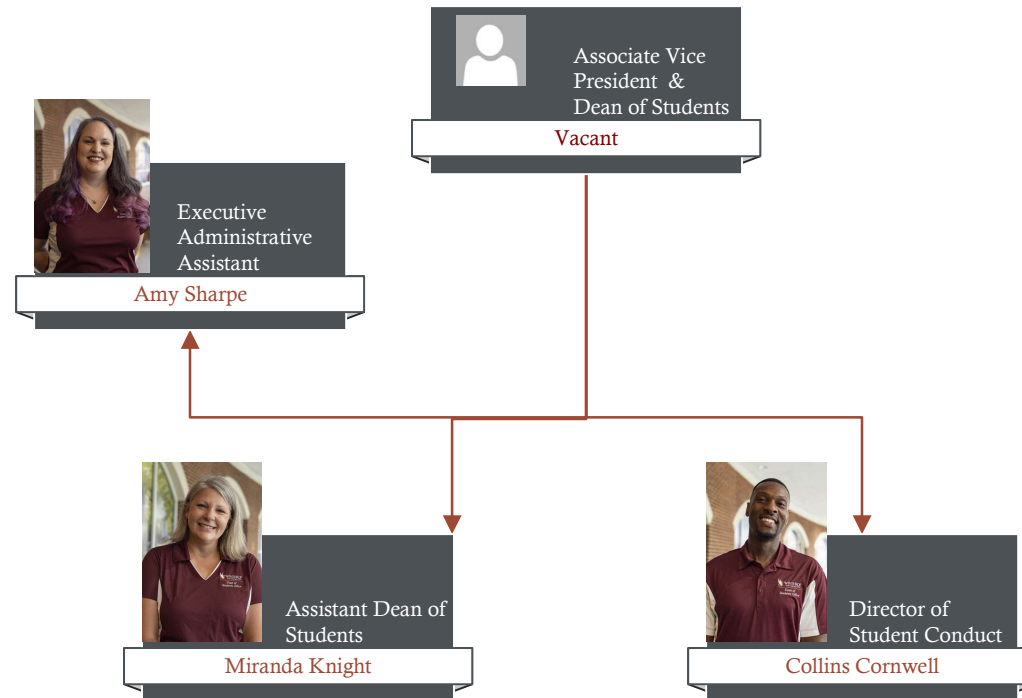 Associate Vice
President &
Dean of Students
Vacant
Executive
Administrative
Assistant
Amy Sharpe
Assistant Dean of
Students
Miranda Knight
Director of
Student Conduct
Collins Cornwell